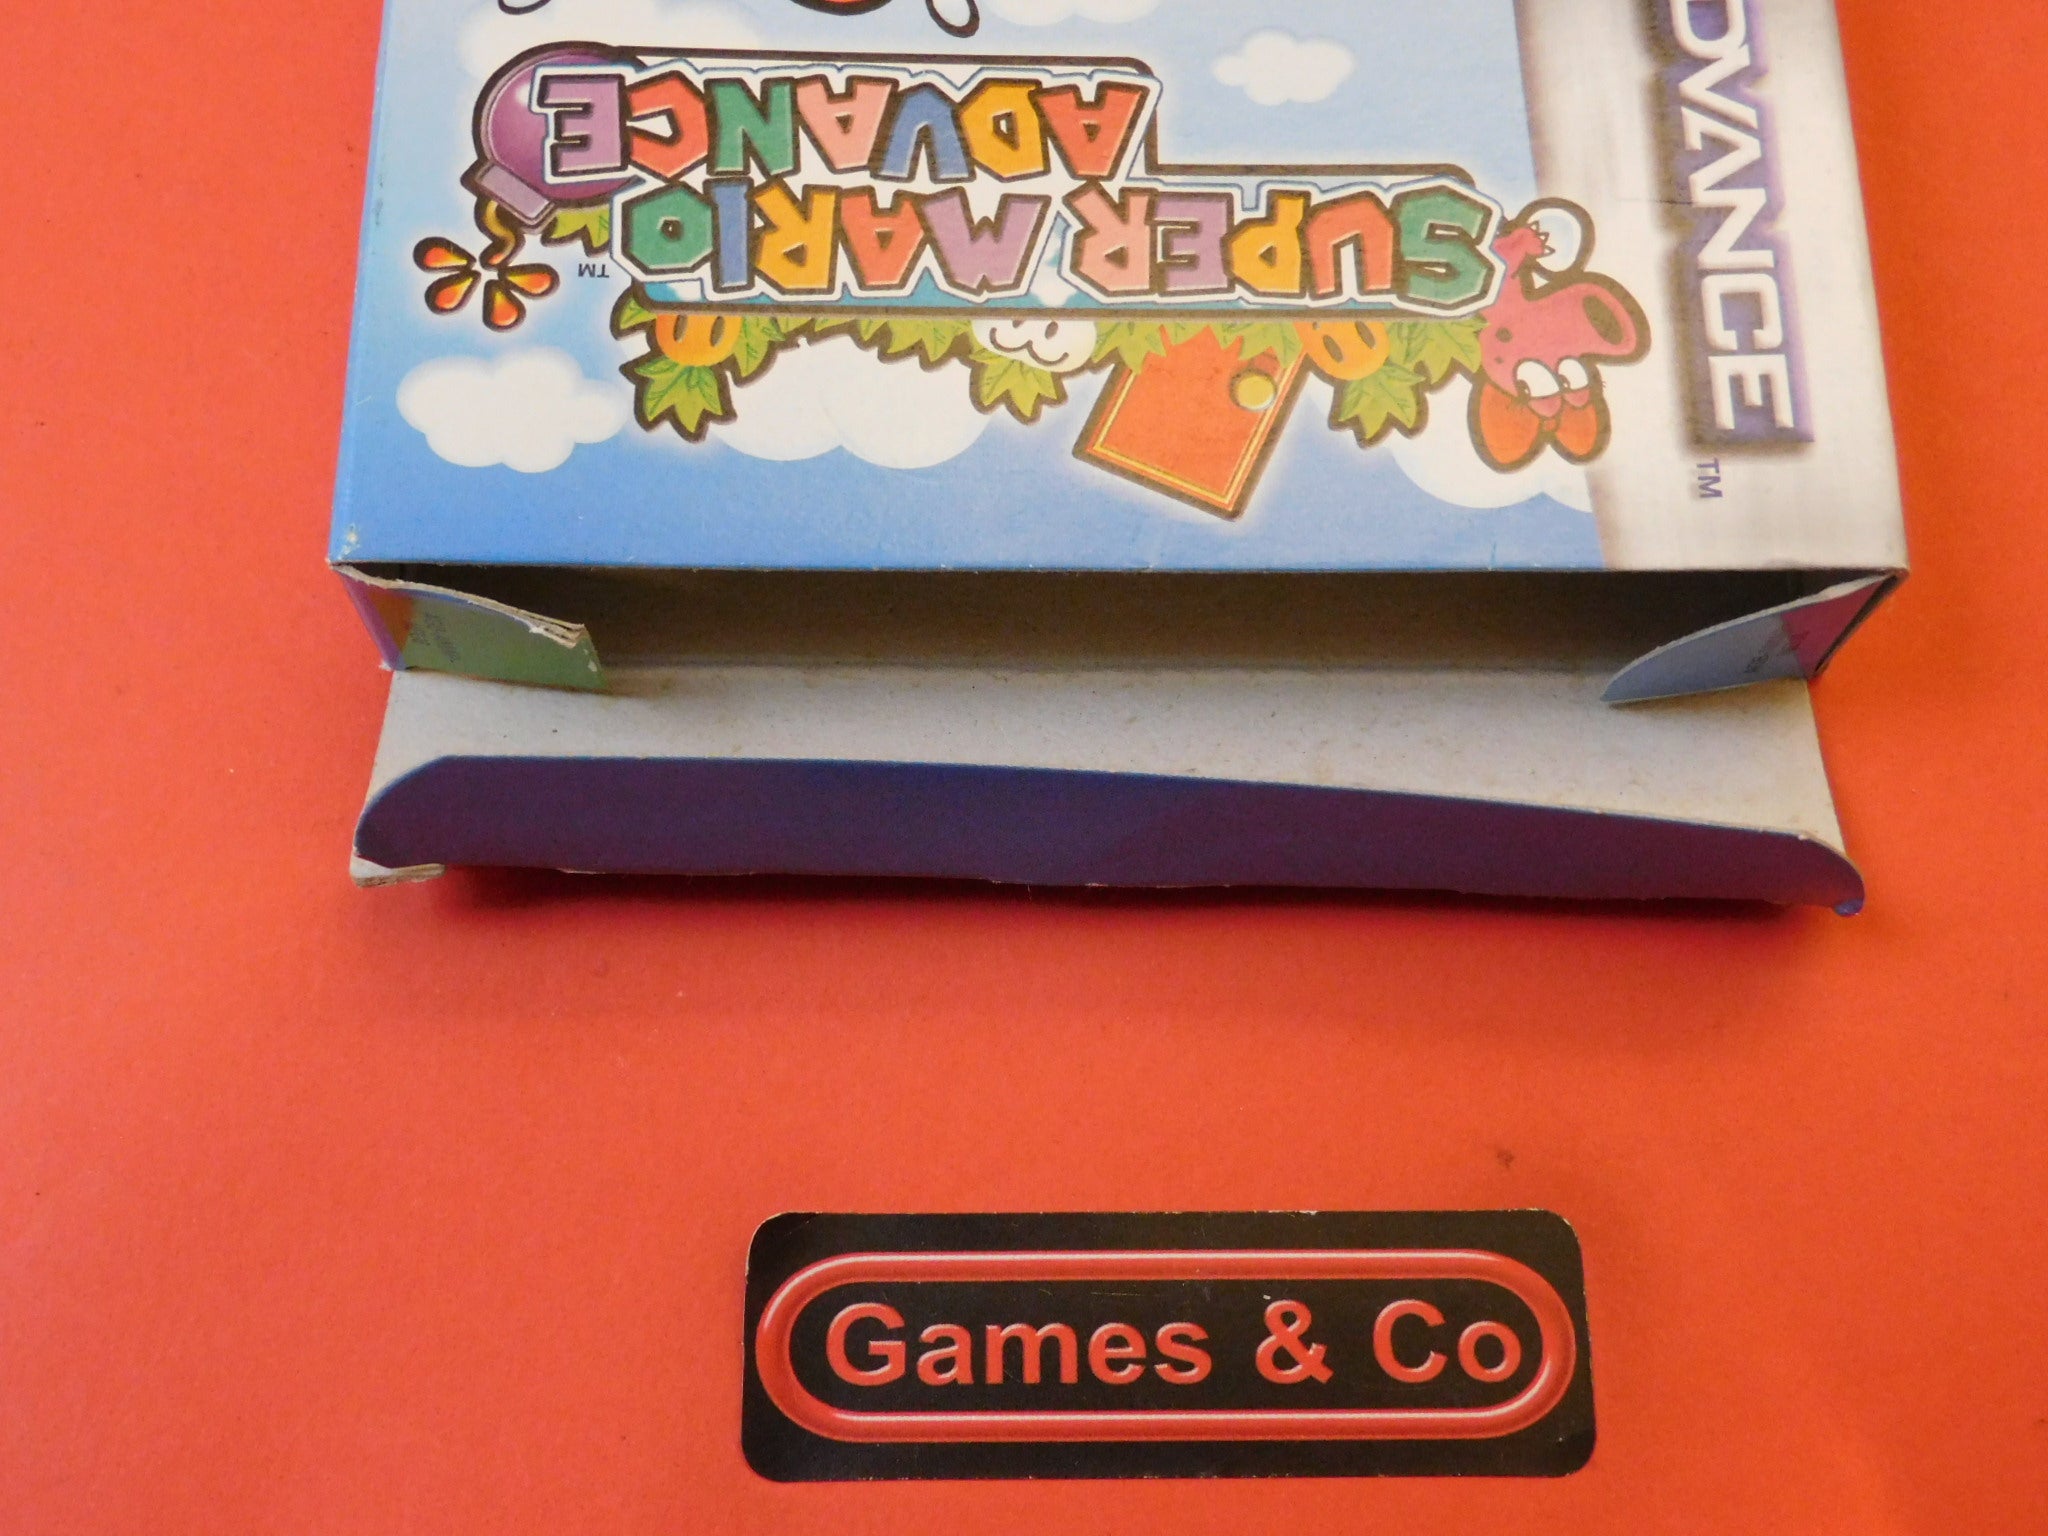 SUPER MARIO
ADVANCE
TM
DVANCE
TM
Games & Co